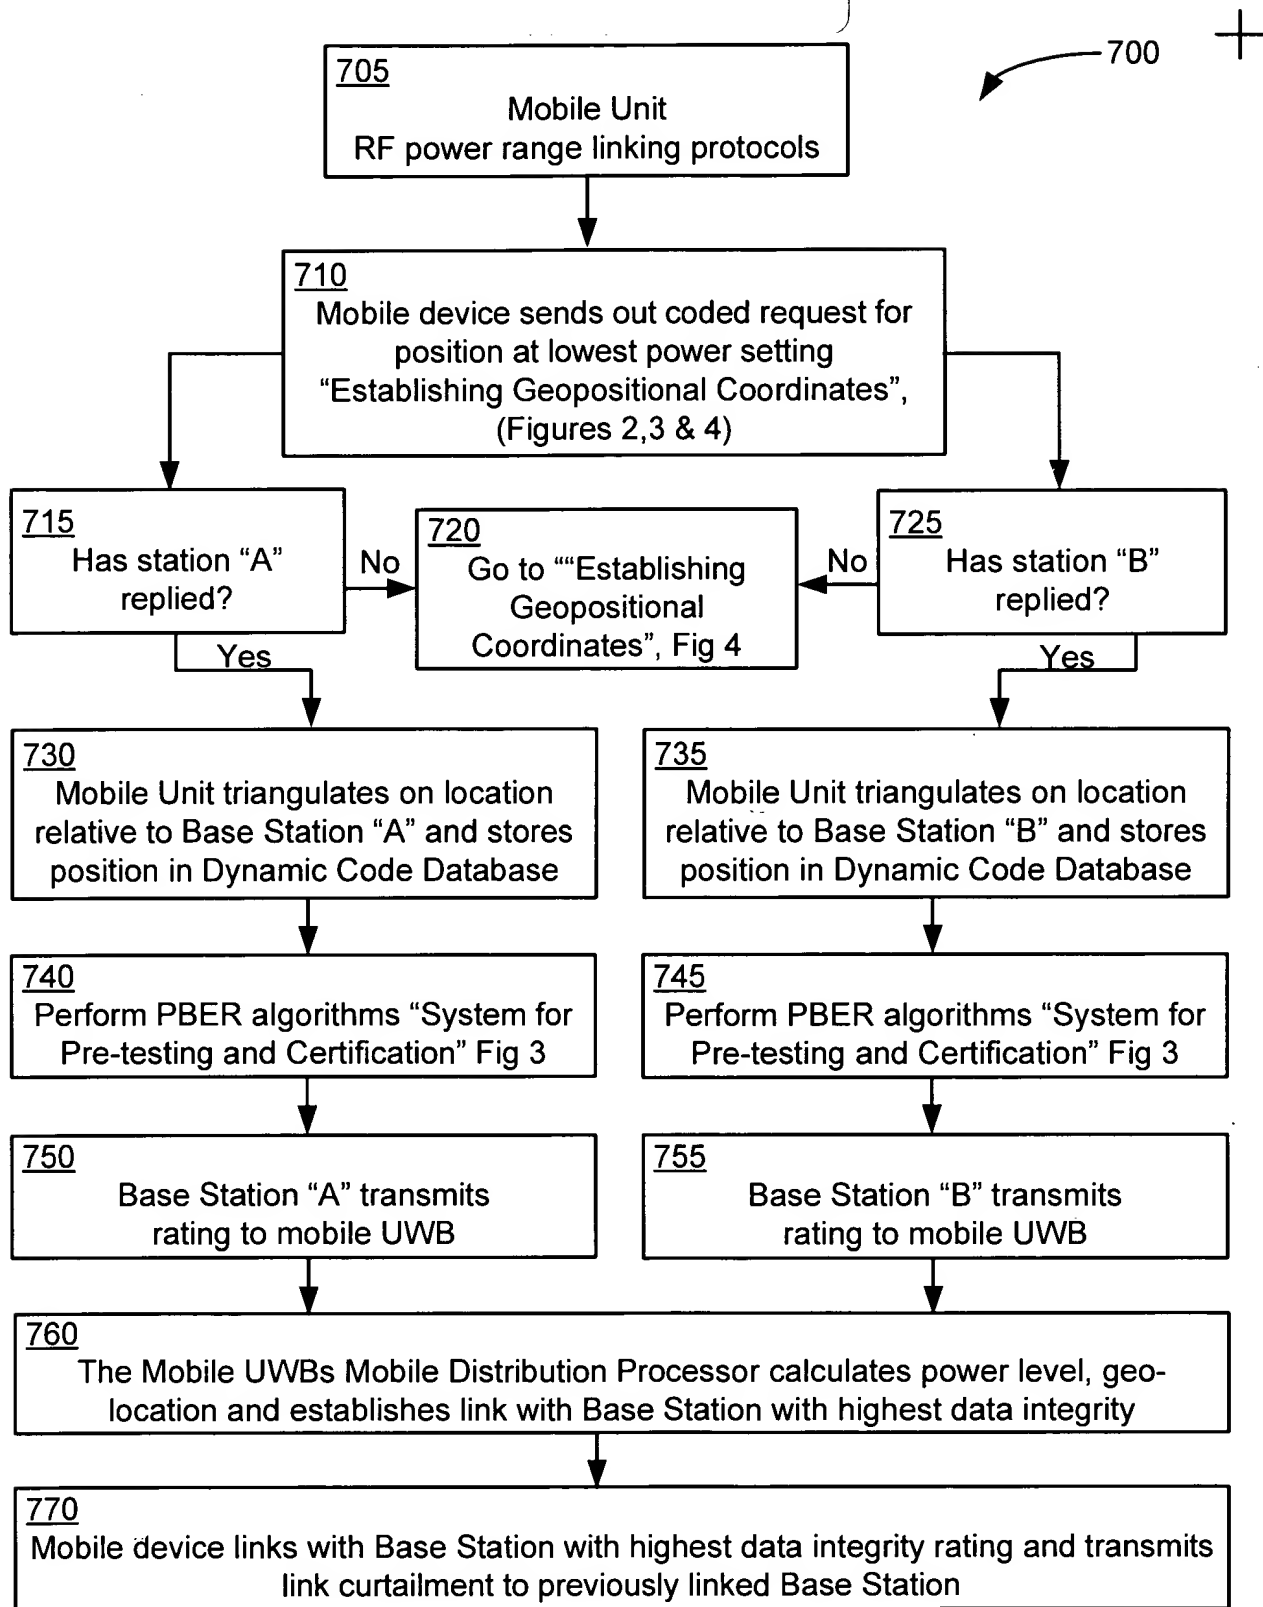 700
705
Mobile Unit
RF power range linking protocols
710
Mobile device sends out coded request for
position at lowest power setting
“Establishing Geopositional Coordinates”,
(Figures 2,3 & 4)
715
Has station “A”
replied?
No
720
Go to ““Establishing
Geopositional
Coordinates”, Fig 4
No
725
Has station “B”
replied?
Yes
Yes
730
Mobile Unit triangulates on location
relative to Base Station “A” and stores
position in Dynamic Code Database
735
Mobile Unit triangulates on location
relative to Base Station “B” and stores
position in Dynamic Code Database
740
Perform PBER algorithms “System for
Pre-testing and Certification” Fig 3
745
Perform PBER algorithms “System for
Pre-testing and Certification” Fig 3
750
Base Station “A” transmits
rating to mobile UWB
755
Base Station “B” transmits
rating to mobile UWB
760
The Mobile UWBs Mobile Distribution Processor calculates power level, geo-
location and establishes link with Base Station with highest data integrity
770
Mobile device links with Base Station with highest data integrity rating and transmits
link curtailment to previously linked Base Station